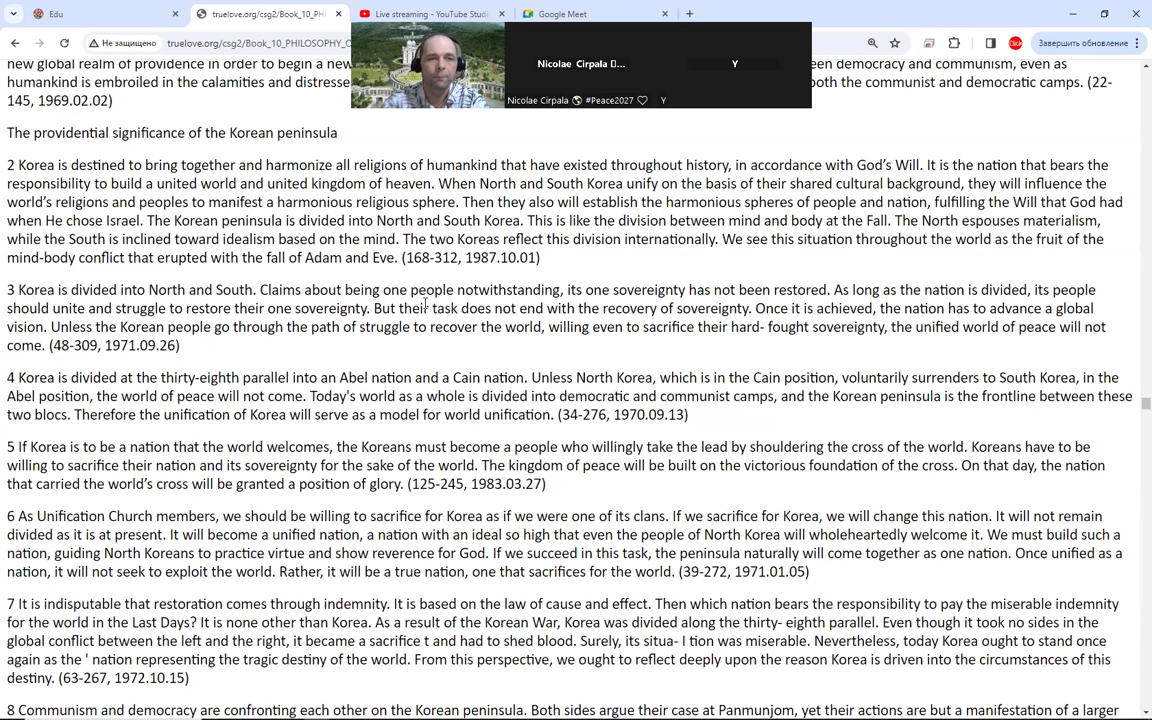 Edu
truelove.org/csg2/Book_10_PHI
Live streaming - YouTube Studi
Google Meet
Не защищено
truelove.org/csg2/Book_10_PHILOSOPHY_O
Завершить обновление
Nicolae Cirpala
Y
Nicolae Cirpala #Peace2027
Y
new global realm of providence in order to begin a new een democracy and communism, even as
humankind is embroiled in the calamities and distresse both the communist and democratic camps. (22-
145, 1969.02.02)
The providential significance of the Korean peninsula
2 Korea is destined to bring together and harmonize all religions of humankind that have existed throughout history, in accordance with God’s Will. It is the nation that bears the
responsibility to build a united world and united kingdom of heaven. When North and South Korea unify on the basis of their shared cultural background, they will influence the
world’s religions and peoples to manifest a harmonious religious sphere. Then they also will establish the harmonious spheres of people and nation, fulfilling the Will that God had
when He chose Israel. The Korean peninsula is divided into North and South Korea. This is like the division between mind and body at the Fall. The North espouses materialism,
while the South is inclined toward idealism based on the mind. The two Koreas reflect this division internationally. We see this situation throughout the world as the fruit of the
mind-body conflict that erupted with the fall of Adam and Eve. (168-312, 1987.10.01)
3 Korea is divided into North and South. Claims about being one people notwithstanding, its one sovereignty has not been restored. As long as the nation is divided, its people
should unite and struggle to restore their one sovereignty. But their task does not end with the recovery of sovereignty. Once it is achieved, the nation has to advance a global
vision. Unless the Korean people go through the path of struggle to recover the world, willing even to sacrifice their hard- fought sovereignty, the unified world of peace will not
come. (48-309, 1971.09.26)
4 Korea is divided at the thirty-eighth parallel into an Abel nation and a Cain nation. Unless North Korea, which is in the Cain position, voluntarily surrenders to South Korea, in the
Abel position, the world of peace will not come. Today's world as a whole is divided into democratic and communist camps, and the Korean peninsula is the frontline between these
two blocs. Therefore the unification of Korea will serve as a model for world unification. (34-276, 1970.09.13)
5 If Korea is to be a nation that the world welcomes, the Koreans must become a people who willingly take the lead by shouldering the cross of the world. Koreans have to be
willing to sacrifice their nation and its sovereignty for the sake of the world. The kingdom of peace will be built on the victorious foundation of the cross. On that day, the nation
that carried the world’s cross will be granted a position of glory. (125-245, 1983.03.27)
6 As Unification Church members, we should be willing to sacrifice for Korea as if we were one of its clans. If we sacrifice for Korea, we will change this nation. It will not remain
divided as it is at present. It will become a unified nation, a nation with an ideal so high that even the people of North Korea will wholeheartedly welcome it. We must build such a
nation, guiding North Koreans to practice virtue and show reverence for God. If we succeed in this task, the peninsula naturally will come together as one nation. Once unified as a
nation, it will not seek to exploit the world. Rather, it will be a true nation, one that sacrifices for the world. (39-272, 1971.01.05)
7 It is indisputable that restoration comes through indemnity. It is based on the law of cause and effect. Then which nation bears the responsibility to pay the miserable indemnity
for the world in the Last Days? It is none other than Korea. As a result of the Korean War, Korea was divided along the thirty- eighth parallel. Even though it took no sides in the
global conflict between the left and the right, it became a sacrifice t and had to shed blood. Surely, its situa- I tion was miserable. Nevertheless, today Korea ought to stand once
again as the ' nation representing the tragic destiny of the world. From this perspective, we ought to reflect deeply upon the reason Korea is driven into the circumstances of this
destiny. (63-267, 1972.10.15)
8 Communism and democracy are confronting each other on the Korean peninsula. Both sides argue their case at Panmunjom, yet their actions are but a manifestation of a larger